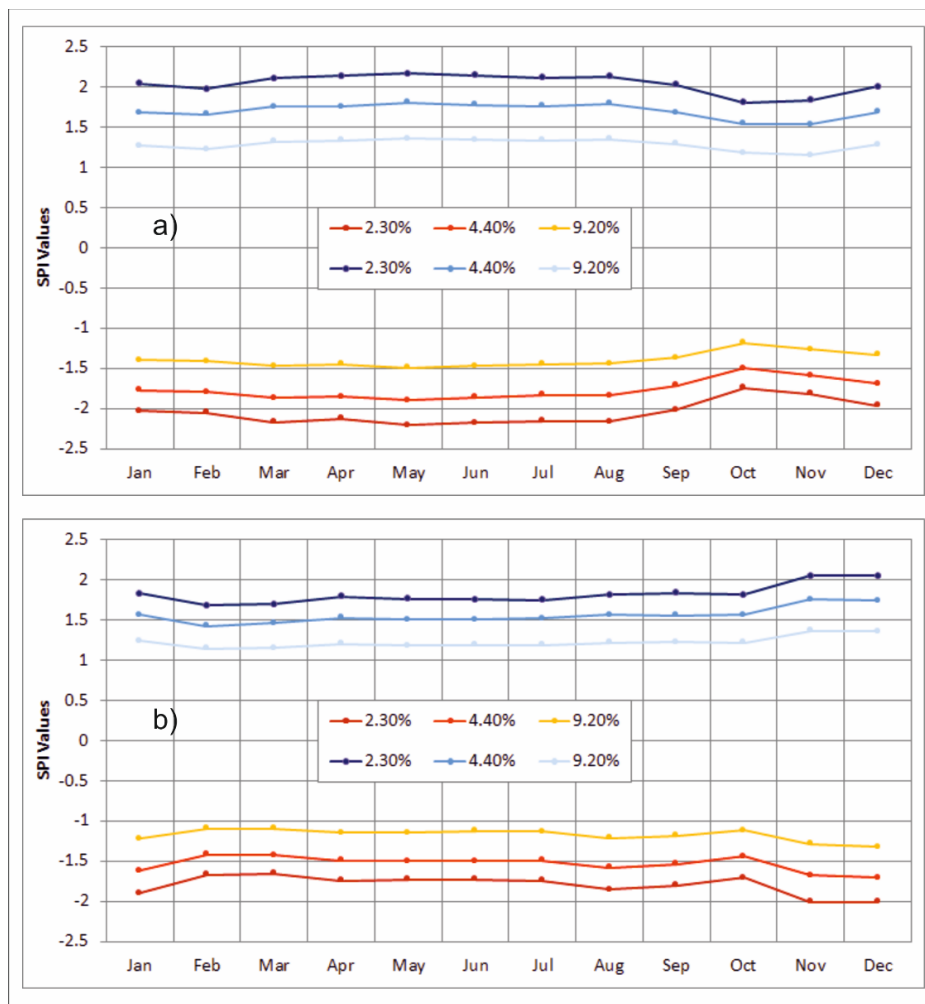 2.5
2
1.5
1
0.5
0
-0.5
-1
-1.5
-2
-2.5
SPI Values
a)
2.30% 4.40% 9.20%
2.30% 4.40% 9.20%
Jan Feb Mar Apr May Jun Jul Aug Sep Oct Nov Dec
2.5
2
1.5
1
0.5
0
-0.5
-1
-1.5
-2
-2.5
SPI Values
b)
2.30% 4.40% 9.20%
2.30% 4.40% 9.20%
Jan Feb Mar Apr May Jun Jul Aug Sep Oct Nov Dec